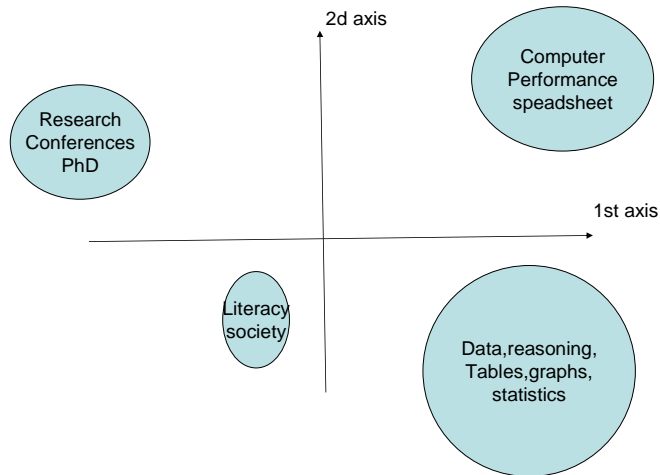 2d axis
Computer
Performance
speadsheet
Research
Conferences
PhD
1st axis
Literacy
society
Data,reasoning,
Tables,graphs,
statistics